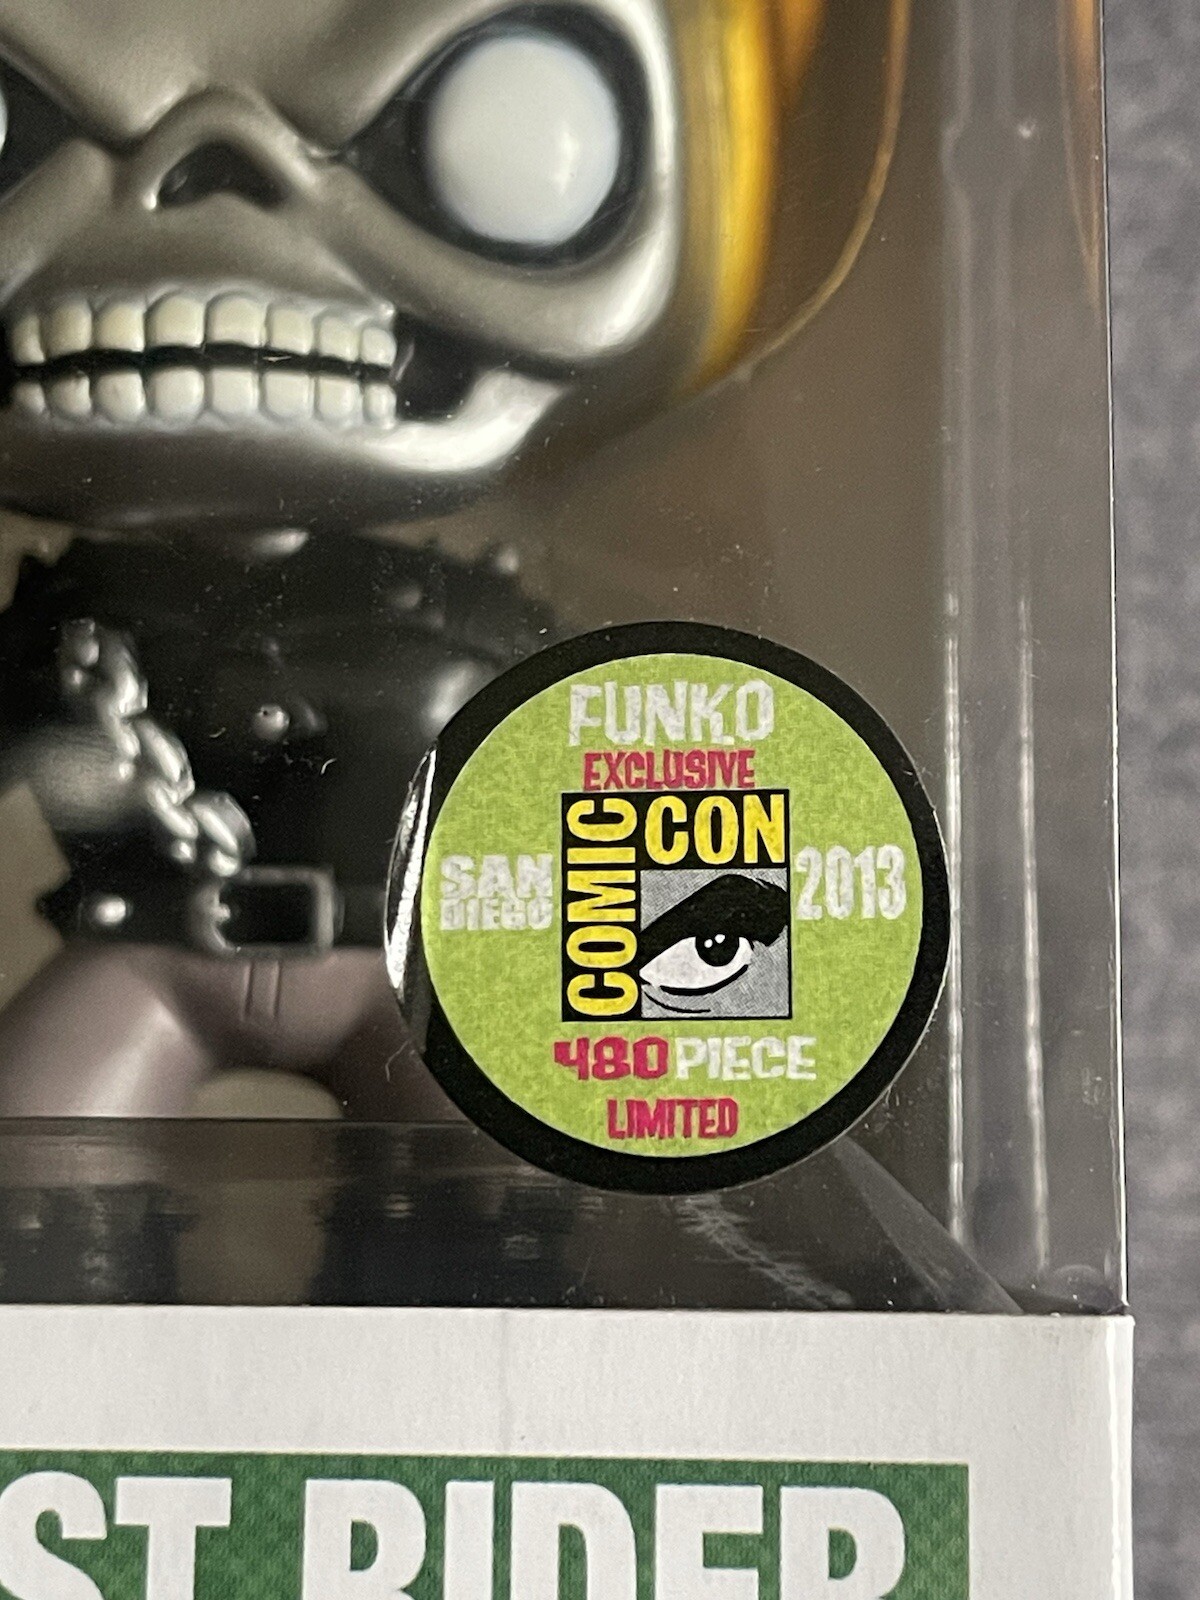 FUNKO
EXCLUSIVE
COMIC CON
SAN DIEGO
2013
480 PIECE
LIMITED
ST RIDER